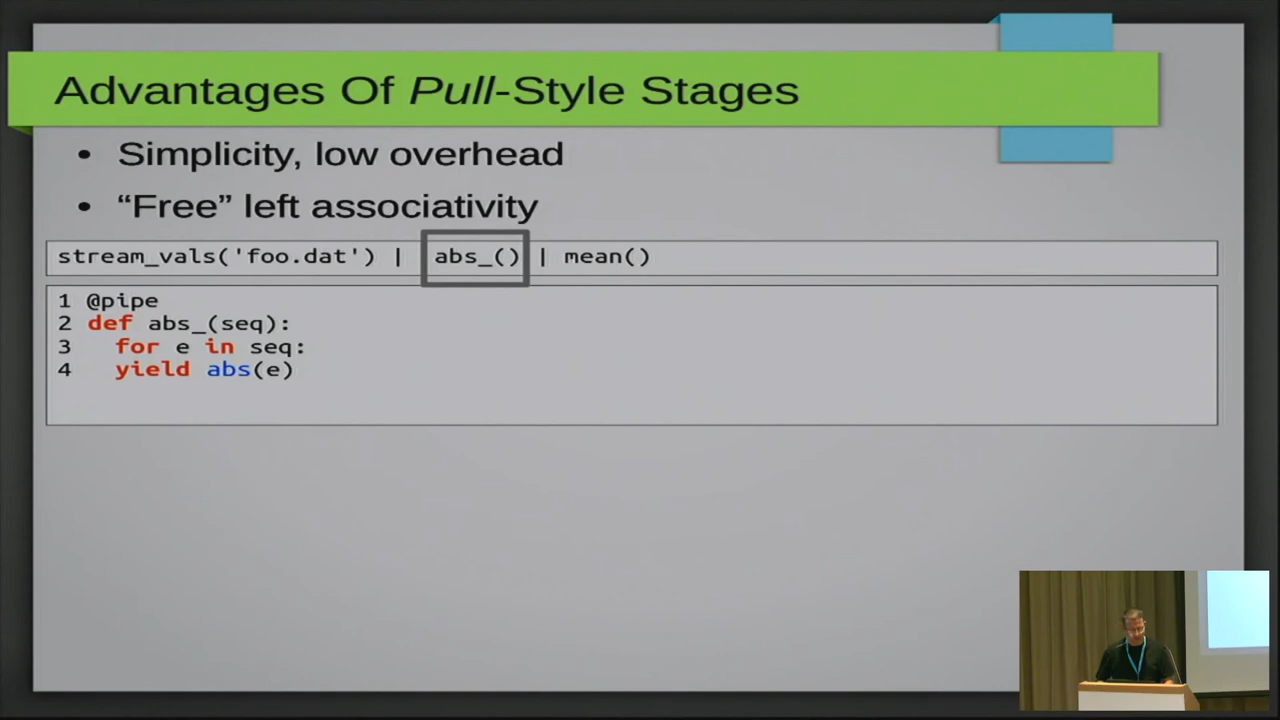 Advantages Of Pull-Style Stages
• Simplicity, low overhead
• “Free” left associativity
stream_vals('foo.dat') | abs_() | mean()
1 @pipe
2 def abs_(seq):
3   for e in seq:
4   yield abs(e)